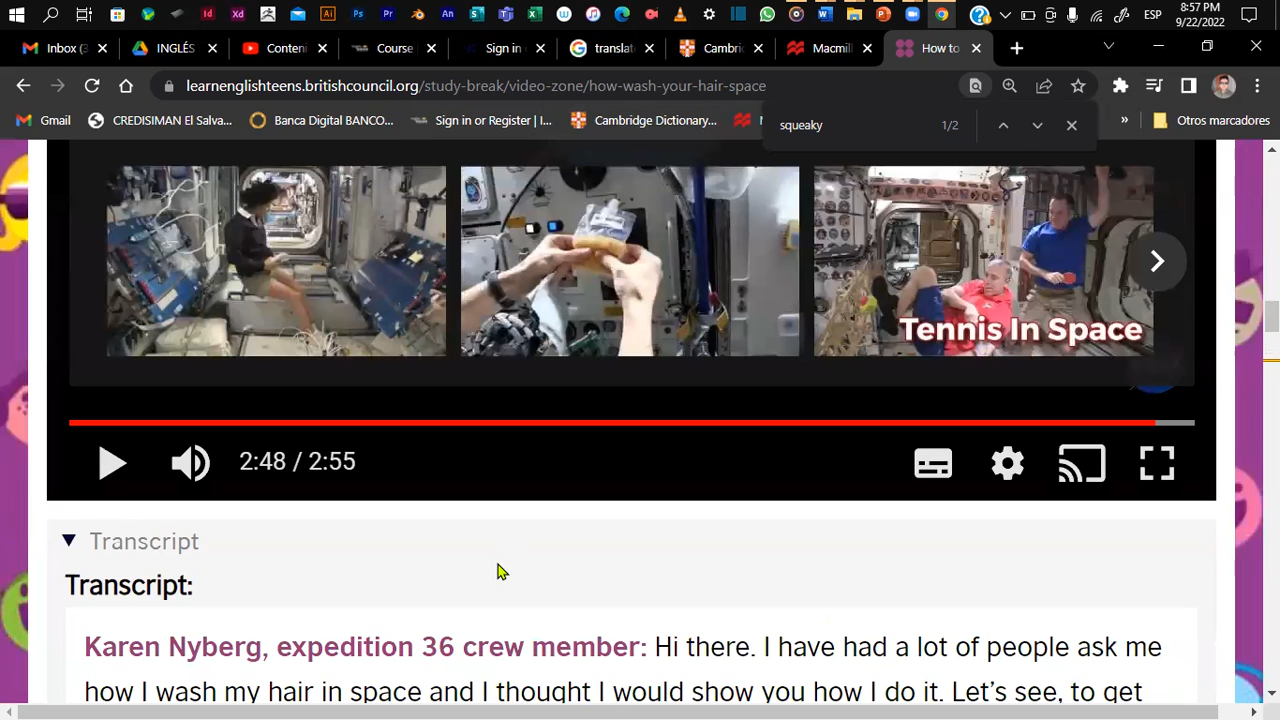 8:57 PM
ESP
9/22/2022
Inbox (3
INGLÉS
Conten
Course
Sign in
translat
Cambri
Macmill
How to
learnenglishteens.britishcouncil.org/study-break/video-zone/how-wash-your-hair-space
Gmail
CREDISIMAN El Salva...
Banca Digital BANCO...
Sign in or Register | I...
Cambridge Dictionary...
»
Otros marcadores
squeaky
1/2
Tennis In Space
2:48 / 2:55
Transcript
Transcript:
Karen Nyberg, expedition 36 crew member: Hi there. I have had a lot of people ask me
how I wash my hair in space and I thought I would show you how I do it. Let's see, to get